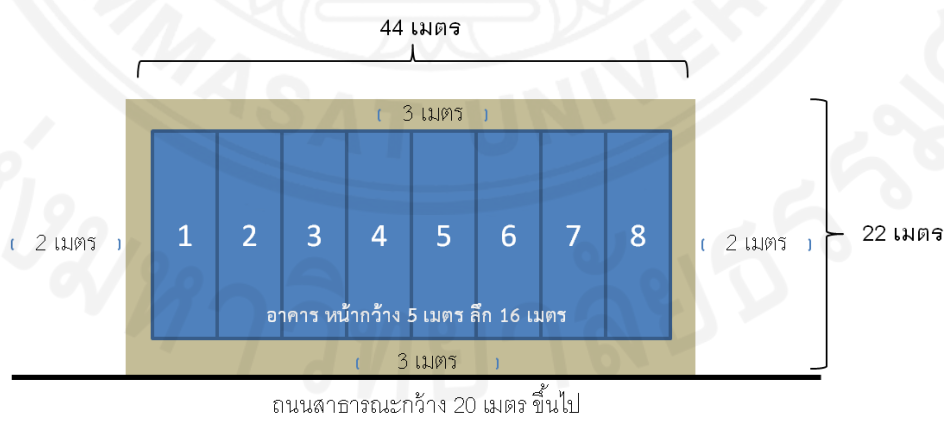 44 เมตร
3 เมตร
2 เมตร
1 2 3 4 5 6 7 8
2 เมตร
22 เมตร
อาคาร หน้ากว้าง 5 เมตร ลึก 16 เมตร
3 เมตร
ถนนสาธารณะกว้าง 20 เมตร ขึ้นไป